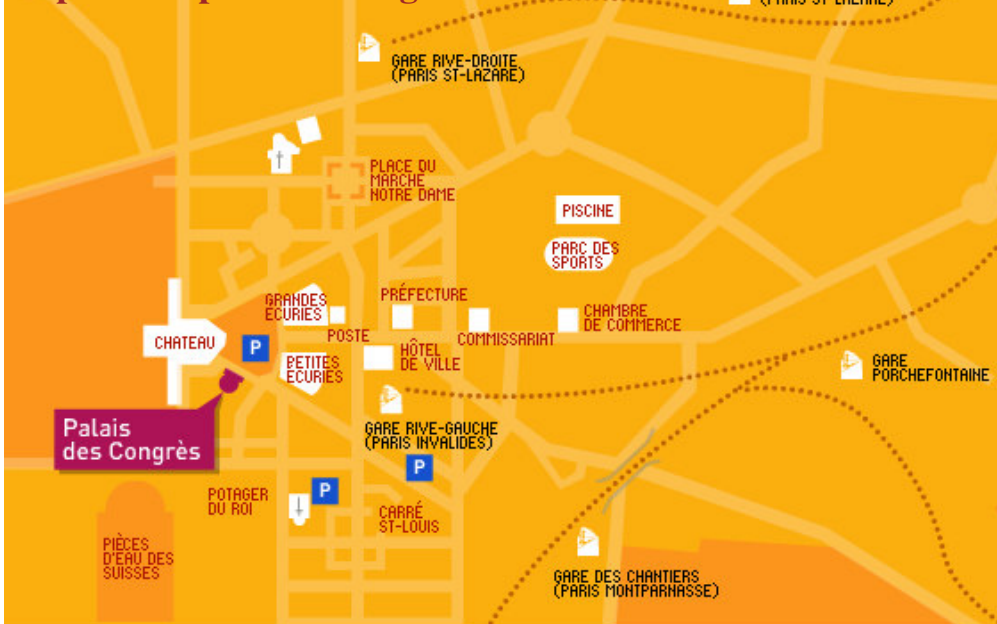 (PARIS ST-LAZARE)
GARE RIVE-DROITE
(PARIS ST-LAZARE)
PLACE DU
MARCHE
NOTRE DAME
PISCINE
PARC DES
SPORTS
GRANDES
ECURIES
POSTE
PRÉFECTURE
COMMISSARIAT
CHAMBRE
DE COMMERCE
CHATEAU
P
PETITES
ECURIES
HÔTEL
DE VILLE
GARE
PORCHEFONTAINE
Palais
des Congrès
GARE RIVE-GAUCHE
(PARIS INVALIDES)
P
POTAGER
DU ROI
P
CARRÉ
ST-LOUIS
PIÈCES
D'EAU DES
SUISSES
GARE DES CHANTIERS
(PARIS MONTPARNASSE)